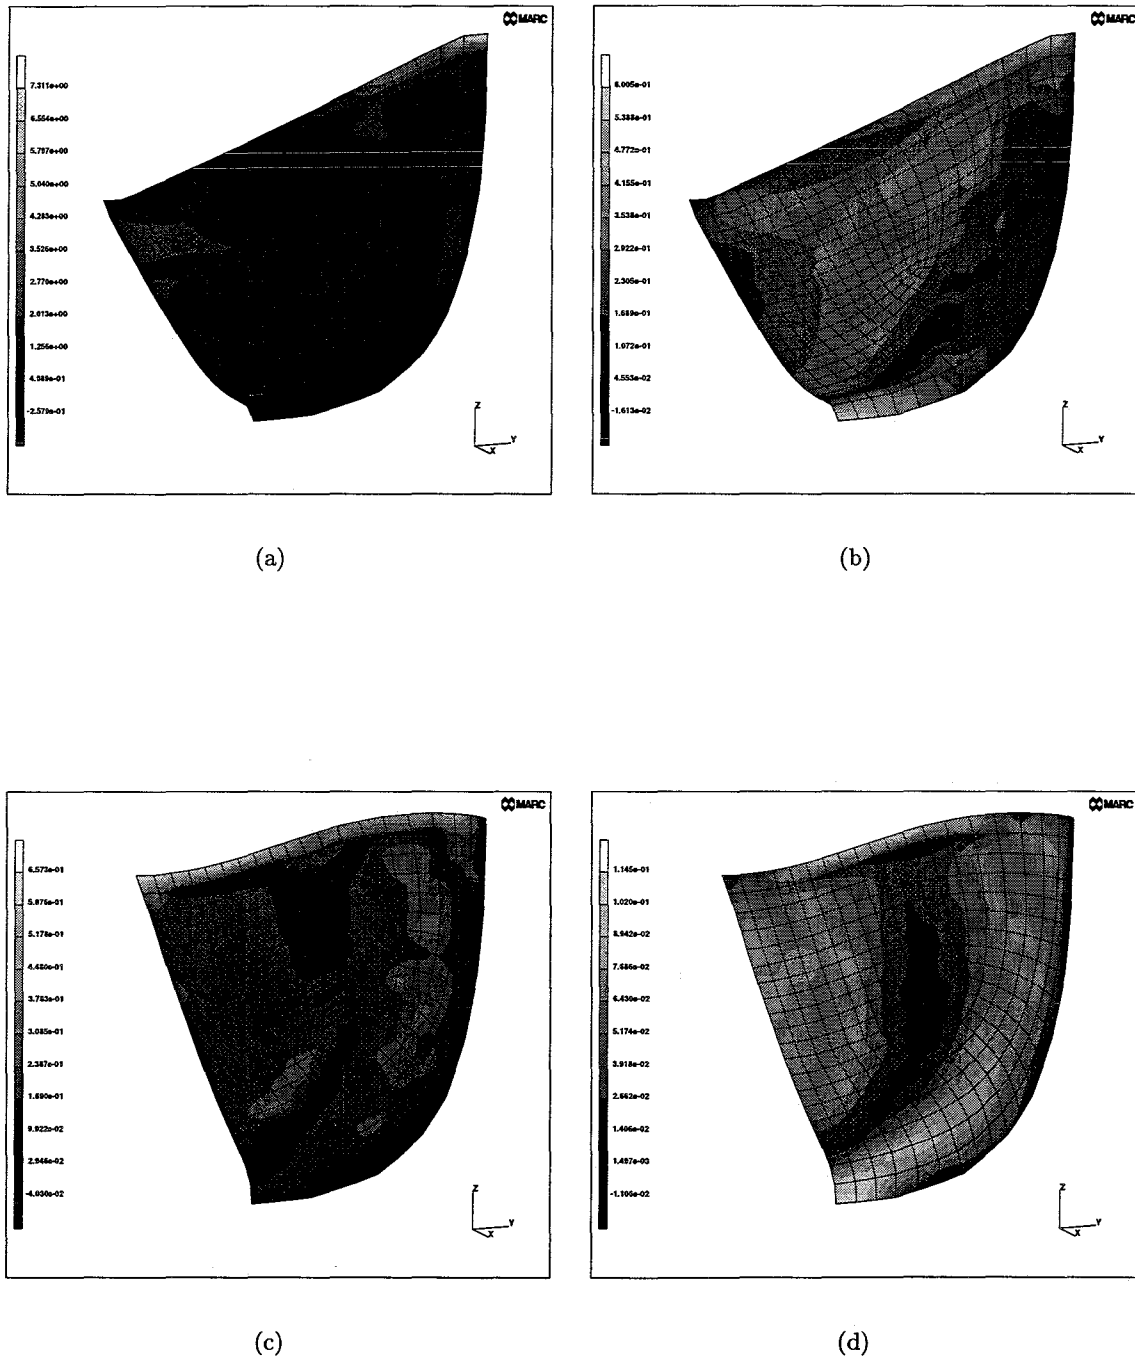 MARC
7.311e+00
6.554e+00
5.797e+00
5.040e+00
4.283e+00
3.526e+00
2.770e+00
2.013e+00
1.256e+00
4.989e-01
-2.579e-01
Z
Y
X
(a)
MARC
6.005e-01
5.388e-01
4.772e-01
4.155e-01
3.538e-01
2.922e-01
2.305e-01
1.689e-01
1.072e-01
4.553e-02
-1.613e-02
Z
Y
X
(b)
MARC
6.573e-01
5.875e-01
5.178e-01
4.480e-01
3.783e-01
3.085e-01
2.387e-01
1.690e-01
9.922e-02
2.946e-02
-4.030e-02
Z
Y
X
(c)
MARC
1.145e-01
1.020e-01
8.942e-02
7.686e-02
6.430e-02
5.174e-02
3.918e-02
2.662e-02
1.406e-02
1.497e-03
-1.106e-02
Z
Y
X
(d)